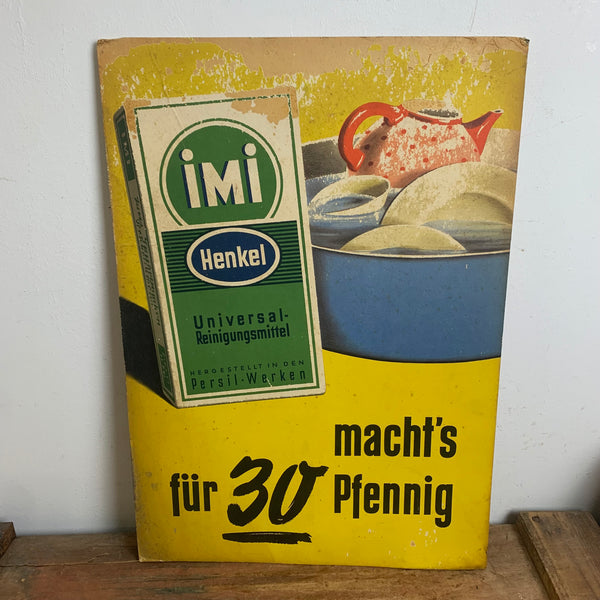 iMi
Henkel
Universal-
Reinigungsmittel
HERGESTELLT IN DEN
Persil-Werken
macht's
für 30 Pfennig